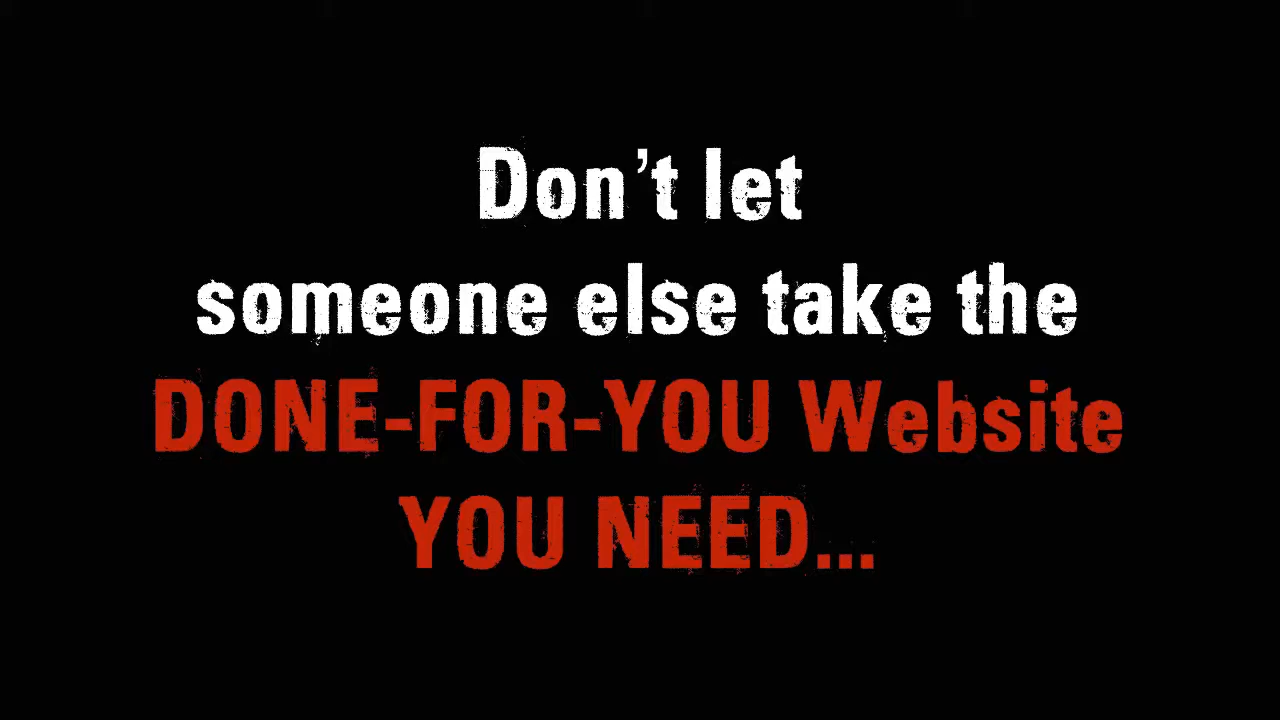 Don’t let
someone else take the
DONE-FOR-YOU Website
YOU NEED...